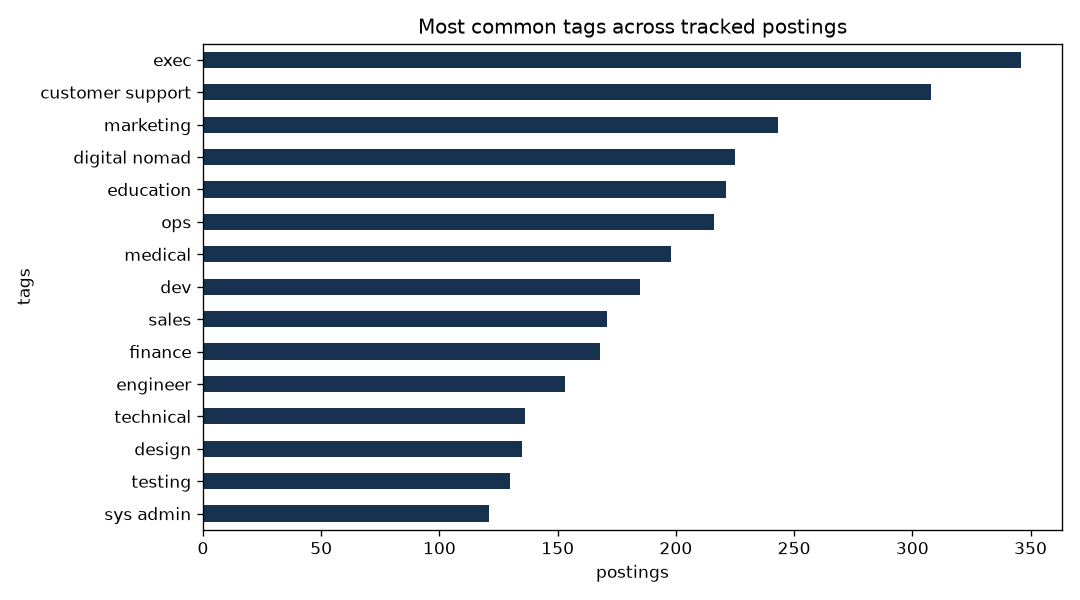 Most common tags across tracked postings
exec
customer support
marketing
digital nomad
education
ops
medical
dev
sales
finance
engineer
technical
design
testing
sys admin
tags
0 50 100 150 200 250 300 350
postings